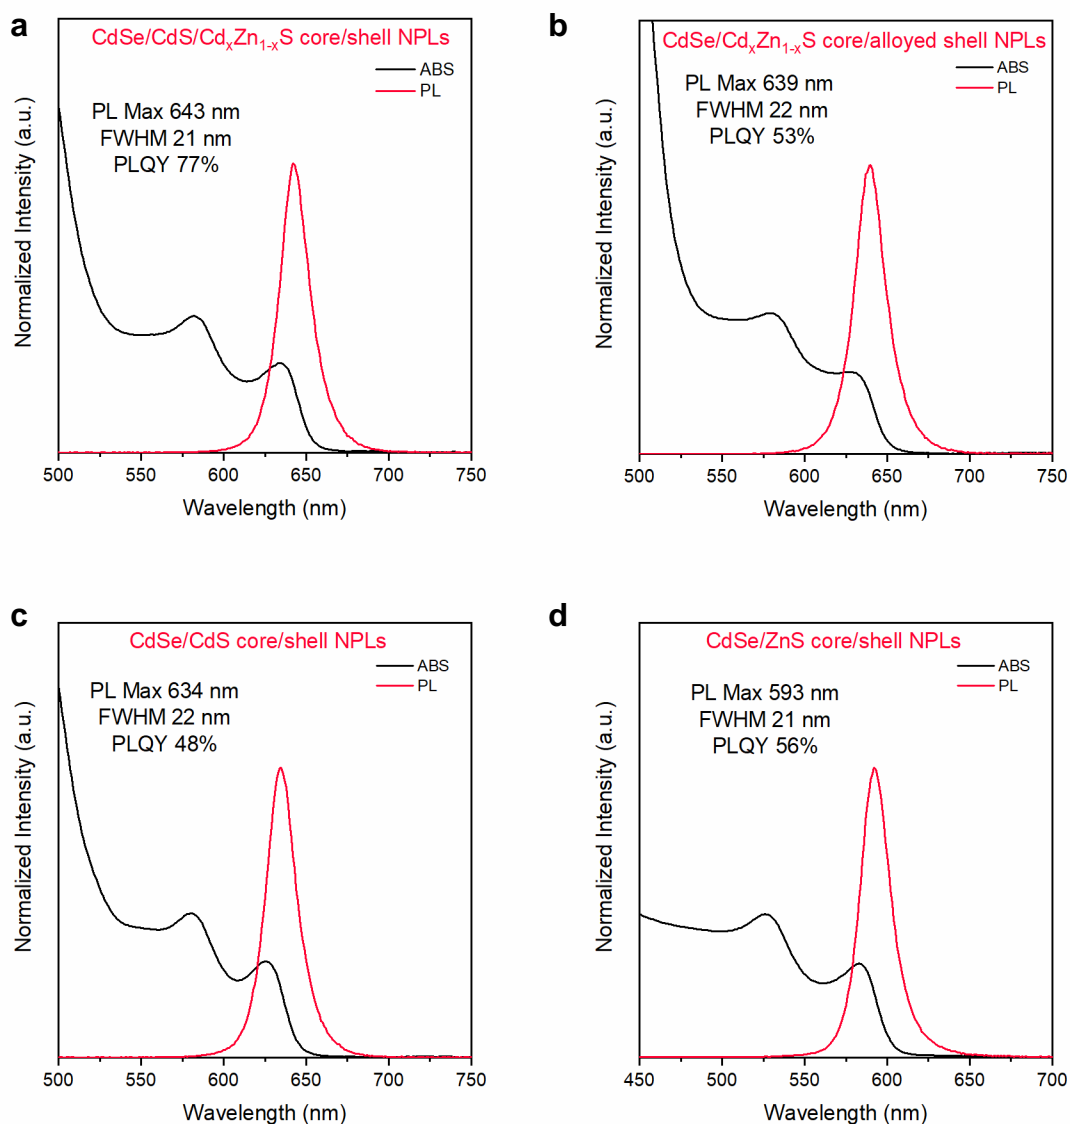 a
CdSe/CdS/CdₓZn₁₋ₓS core/shell NPLs
ABS
PL
PL Max 643 nm
FWHM 21 nm
PLQY 77%
Normalized Intensity (a.u.)
500 550 600 650 700 750
Wavelength (nm)
b
CdSe/CdₓZn₁₋ₓS core/alloyed shell NPLs
ABS
PL
PL Max 639 nm
FWHM 22 nm
PLQY 53%
Normalized Intensity (a.u.)
500 550 600 650 700 750
Wavelength (nm)
c
CdSe/CdS core/shell NPLs
ABS
PL
PL Max 634 nm
FWHM 22 nm
PLQY 48%
Normalized Intensity (a.u.)
500 550 600 650 700 750
Wavelength (nm)
d
CdSe/ZnS core/shell NPLs
ABS
PL
PL Max 593 nm
FWHM 21 nm
PLQY 56%
Normalized Intensity (a.u.)
450 500 550 600 650 700
Wavelength (nm)